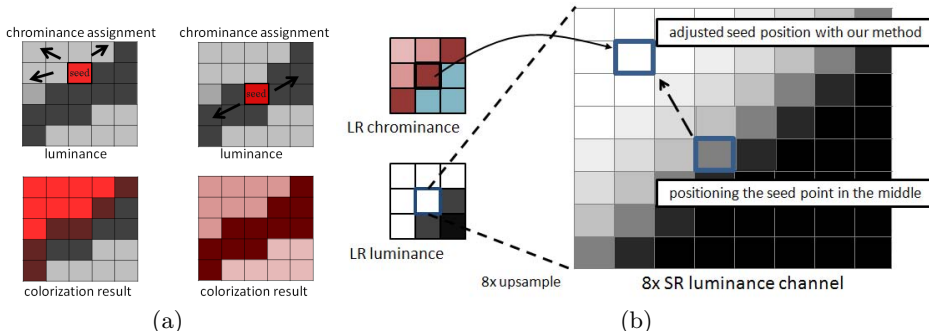 chrominance assignment
chrominance assignment
seed
seed
luminance
luminance
colorization result
colorization result
(a)
LR chrominance
LR luminance
8x upsample
adjusted seed position with our method
positioning the seed point in the middle
8x SR luminance channel
(b)